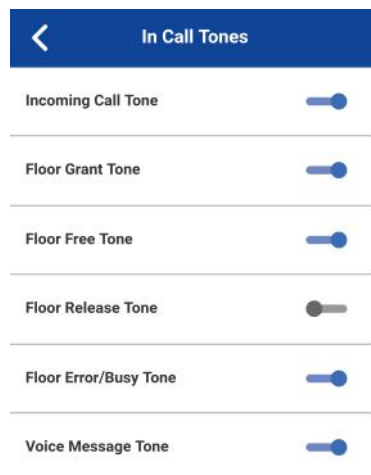 In Call Tones
Incoming Call Tone
Floor Grant Tone
Floor Free Tone
Floor Release Tone
Floor Error/Busy Tone
Voice Message Tone